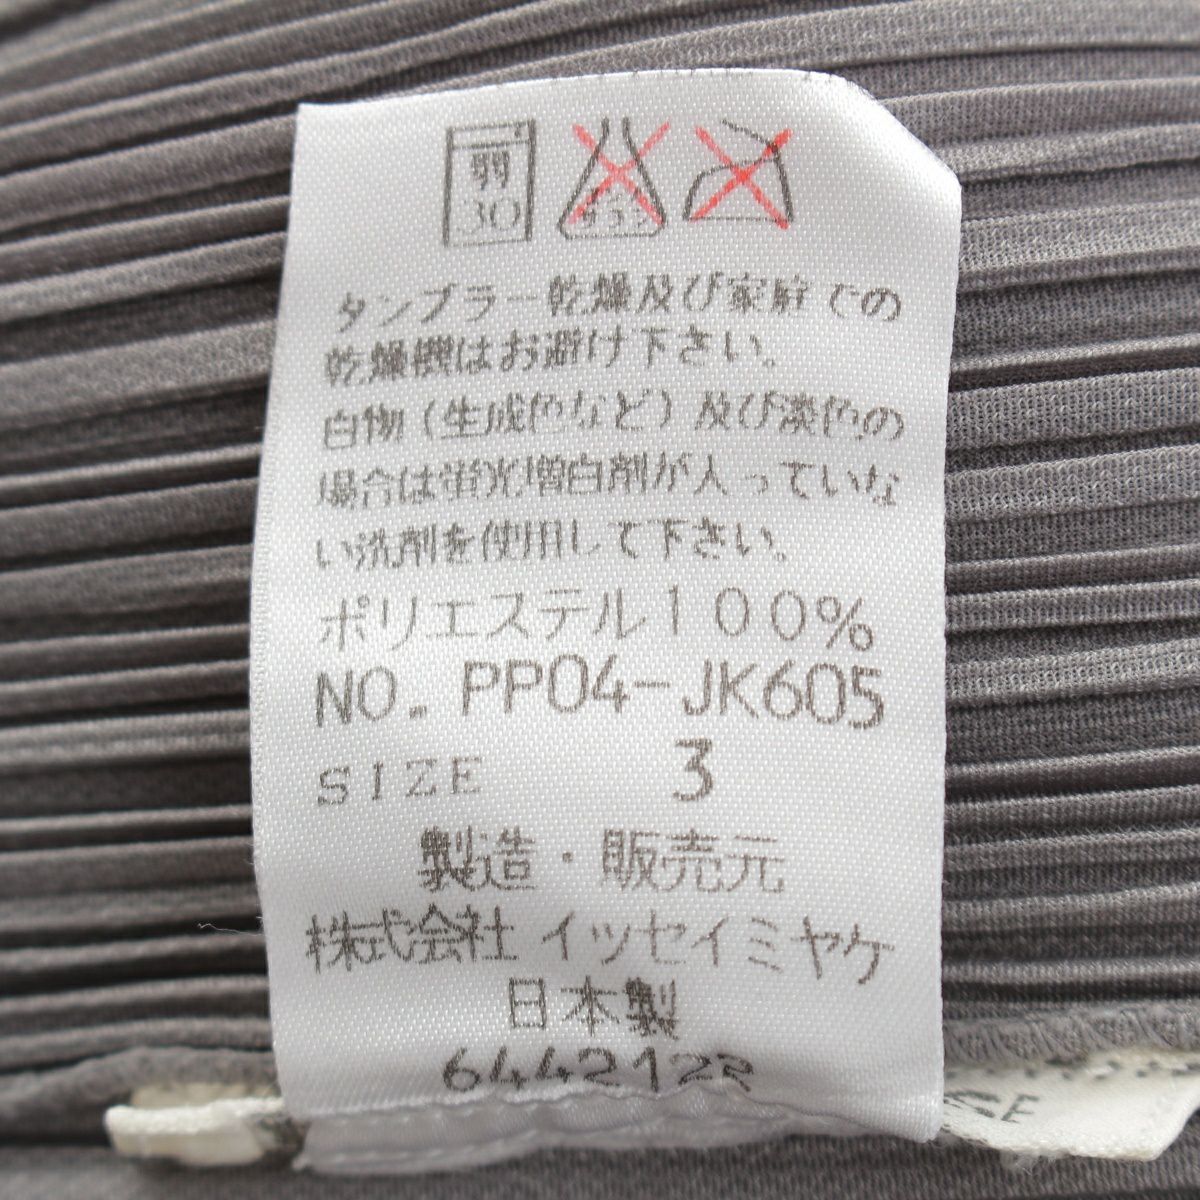 弱
30
タンブラー乾燥及び家庭での
乾燥機はお避け下さい。
白物(生成色など)及び淡色の
場合は蛍光増白剤が入っていな
い洗剤を使用して下さい。
ポリエステル100%
NO. PP04-JK605
SIZE 3
製造・販売元
株式会社 イッセイミヤケ
日本製
6442122